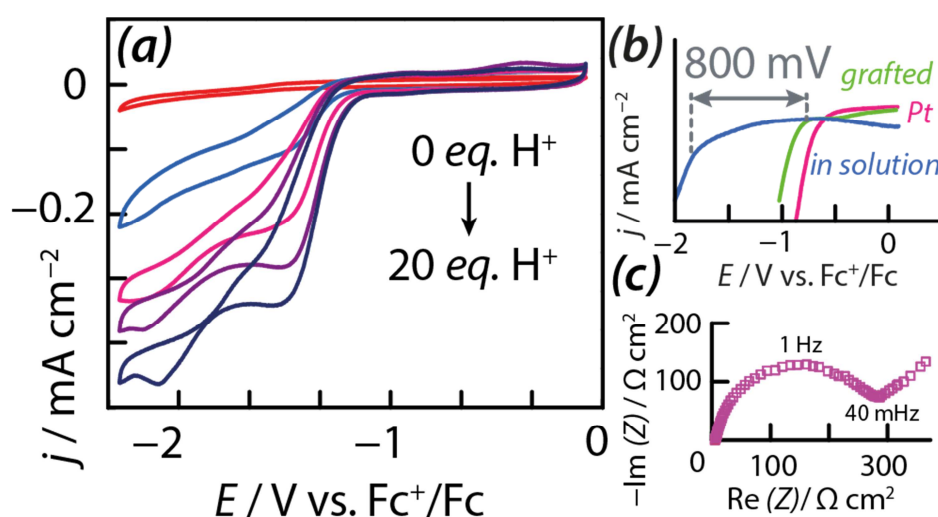 (a)
0
−0.2
j / mA cm⁻²
0 eq. H⁺
20 eq. H⁺
−2
−1
0
E / V vs. Fc⁺/Fc
(b)
800 mV
grafted
Pt
in solution
j / mA cm⁻²
−2
−1
0
E / V vs. Fc⁺/Fc
(c)
200
100
0
1 Hz
40 mHz
100
300
−Im (Z) / Ω cm²
Re (Z)/ Ω cm²